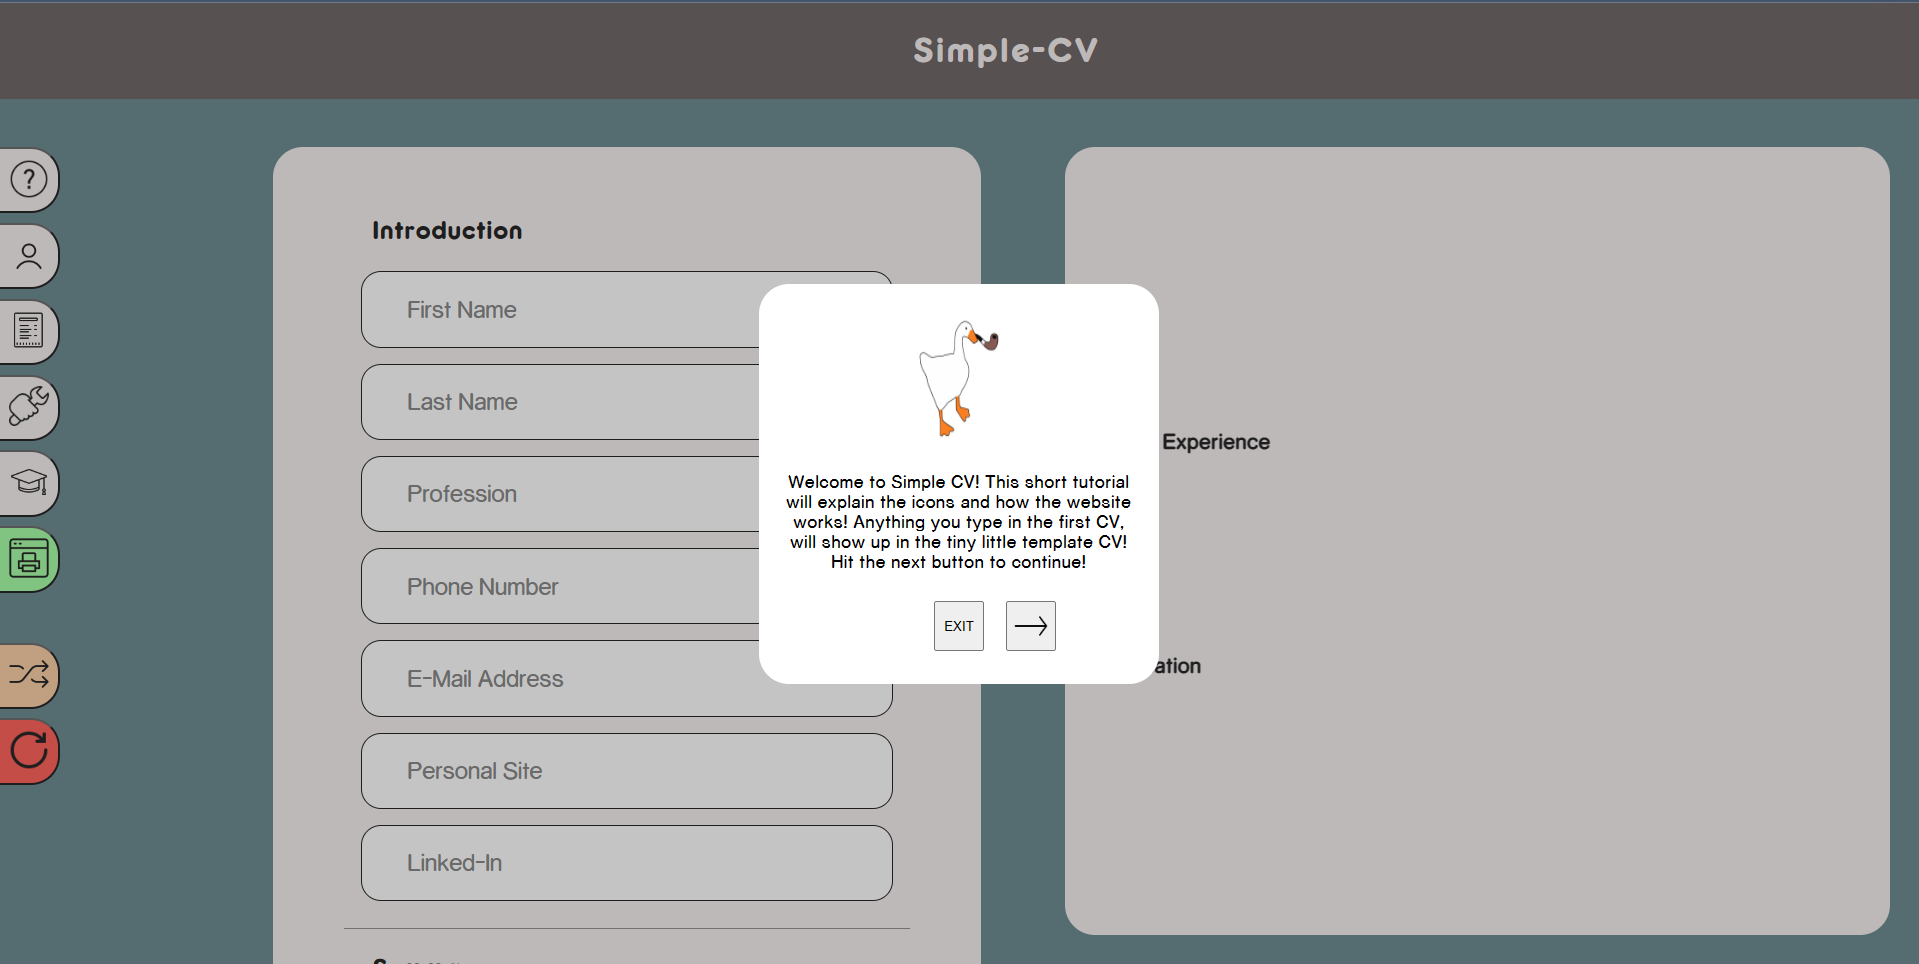 Simple-CV
?
Introduction
First Name
Last Name
Profession
Phone Number
E-Mail Address
Personal Site
Linked-In
Welcome to Simple CV! This short tutorial
will explain the icons and how the website
works! Anything you type in the first CV,
will show up in the tiny little template CV!
Hit the next button to continue!
EXIT
Experience
ation